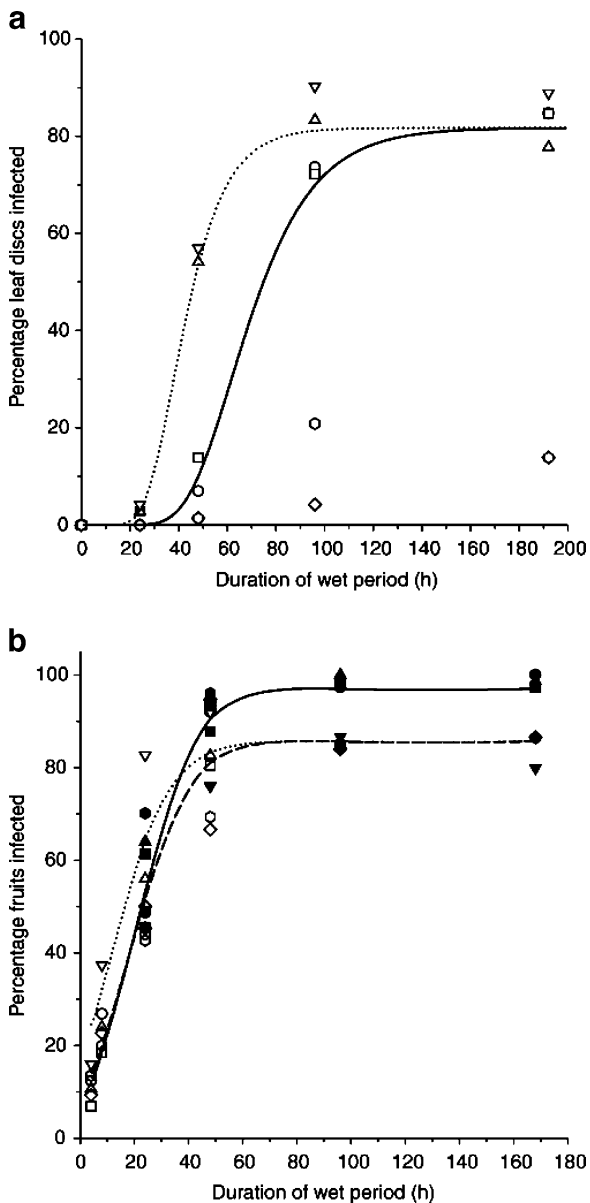 a
100
80
60
40
20
0
Percentage leaf discs infected
0 20 40 60 80 100 120 140 160 180 200
Duration of wet period (h)
b
100
80
60
40
20
0
Percentage fruits infected
0 20 40 60 80 100 120 140 160 180
Duration of wet period (h)